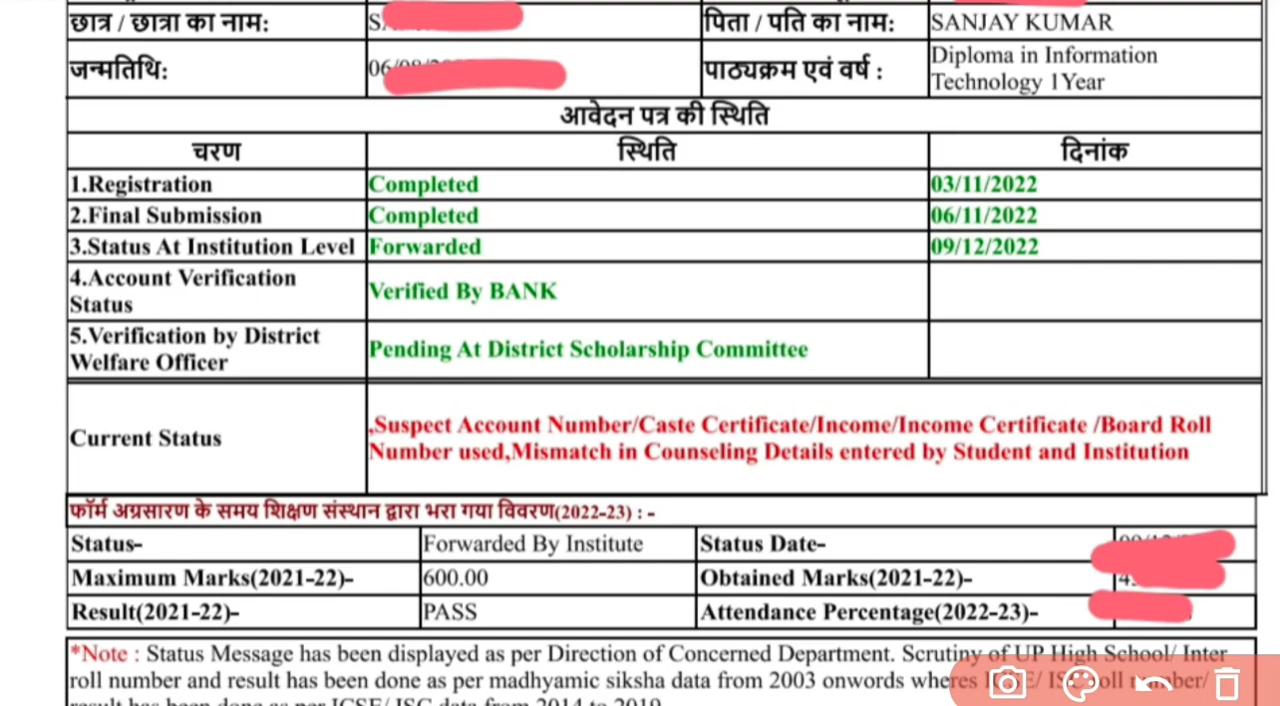 छात्र / छात्रा का नाम: पिता / पति का नाम: SANJAY KUMAR
जन्मतिथि: पाठ्यक्रम एवं वर्ष : Diploma in Information
Technology 1Year
आवेदन पत्र की स्थिति
चरण स्थिति दिनांक
1.Registration Completed 03/11/2022
2.Final Submission Completed 06/11/2022
3.Status At Institution Level Forwarded 09/12/2022
4.Account Verification
Status Verified By BANK
5.Verification by District
Welfare Officer Pending At District Scholarship Committee
Current Status ,Suspect Account Number/Caste Certificate/Income/Income Certificate /Board Roll
Number used,Mismatch in Counseling Details entered by Student and Institution
फॉर्म अग्रसारण के समय शिक्षण संस्थान द्वारा भरा गया विवरण(2022-23) : -
Status- Forwarded By Institute Status Date-
Maximum Marks(2021-22)- 600.00 Obtained Marks(2021-22)-
Result(2021-22)- PASS Attendance Percentage(2022-23)-
*Note : Status Message has been displayed as per Direction of Concerned Department. Scrutiny of UP High School/ Inter
roll number and result has been done as per madhyamic siksha data from 2003 onwords roll number/